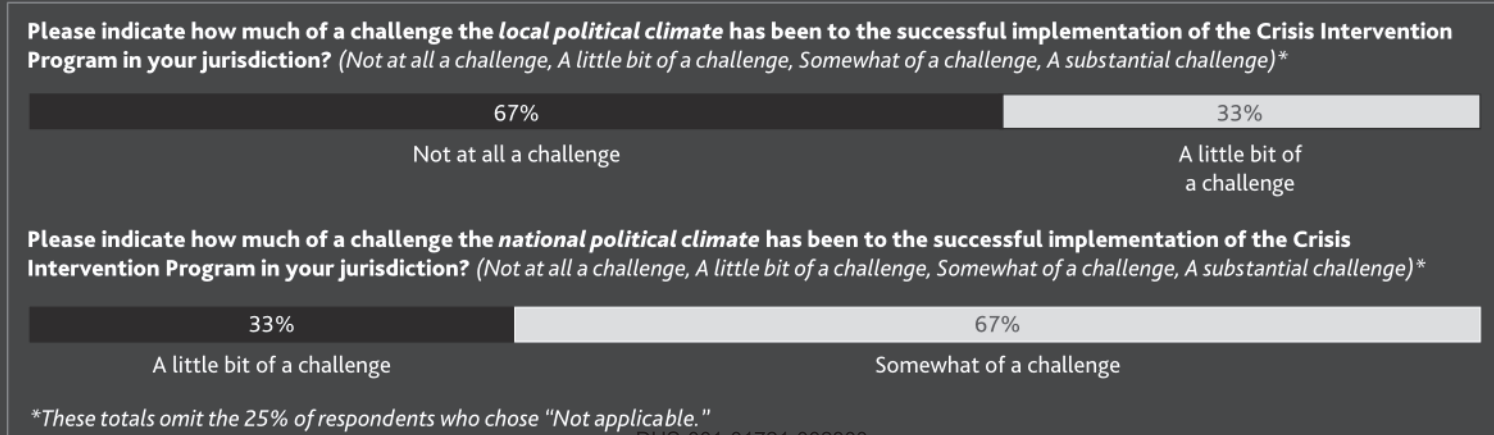 Please indicate how much of a challenge the local political climate has been to the successful implementation of the Crisis Intervention
Program in your jurisdiction? (Not at all a challenge, A little bit of a challenge, Somewhat of a challenge, A substantial challenge)*
67%
33%
Not at all a challenge
A little bit of
a challenge
Please indicate how much of a challenge the national political climate has been to the successful implementation of the Crisis
Intervention Program in your jurisdiction? (Not at all a challenge, A little bit of a challenge, Somewhat of a challenge, A substantial challenge)*
33%
67%
A little bit of a challenge
Somewhat of a challenge
*These totals omit the 25% of respondents who chose “Not applicable.”